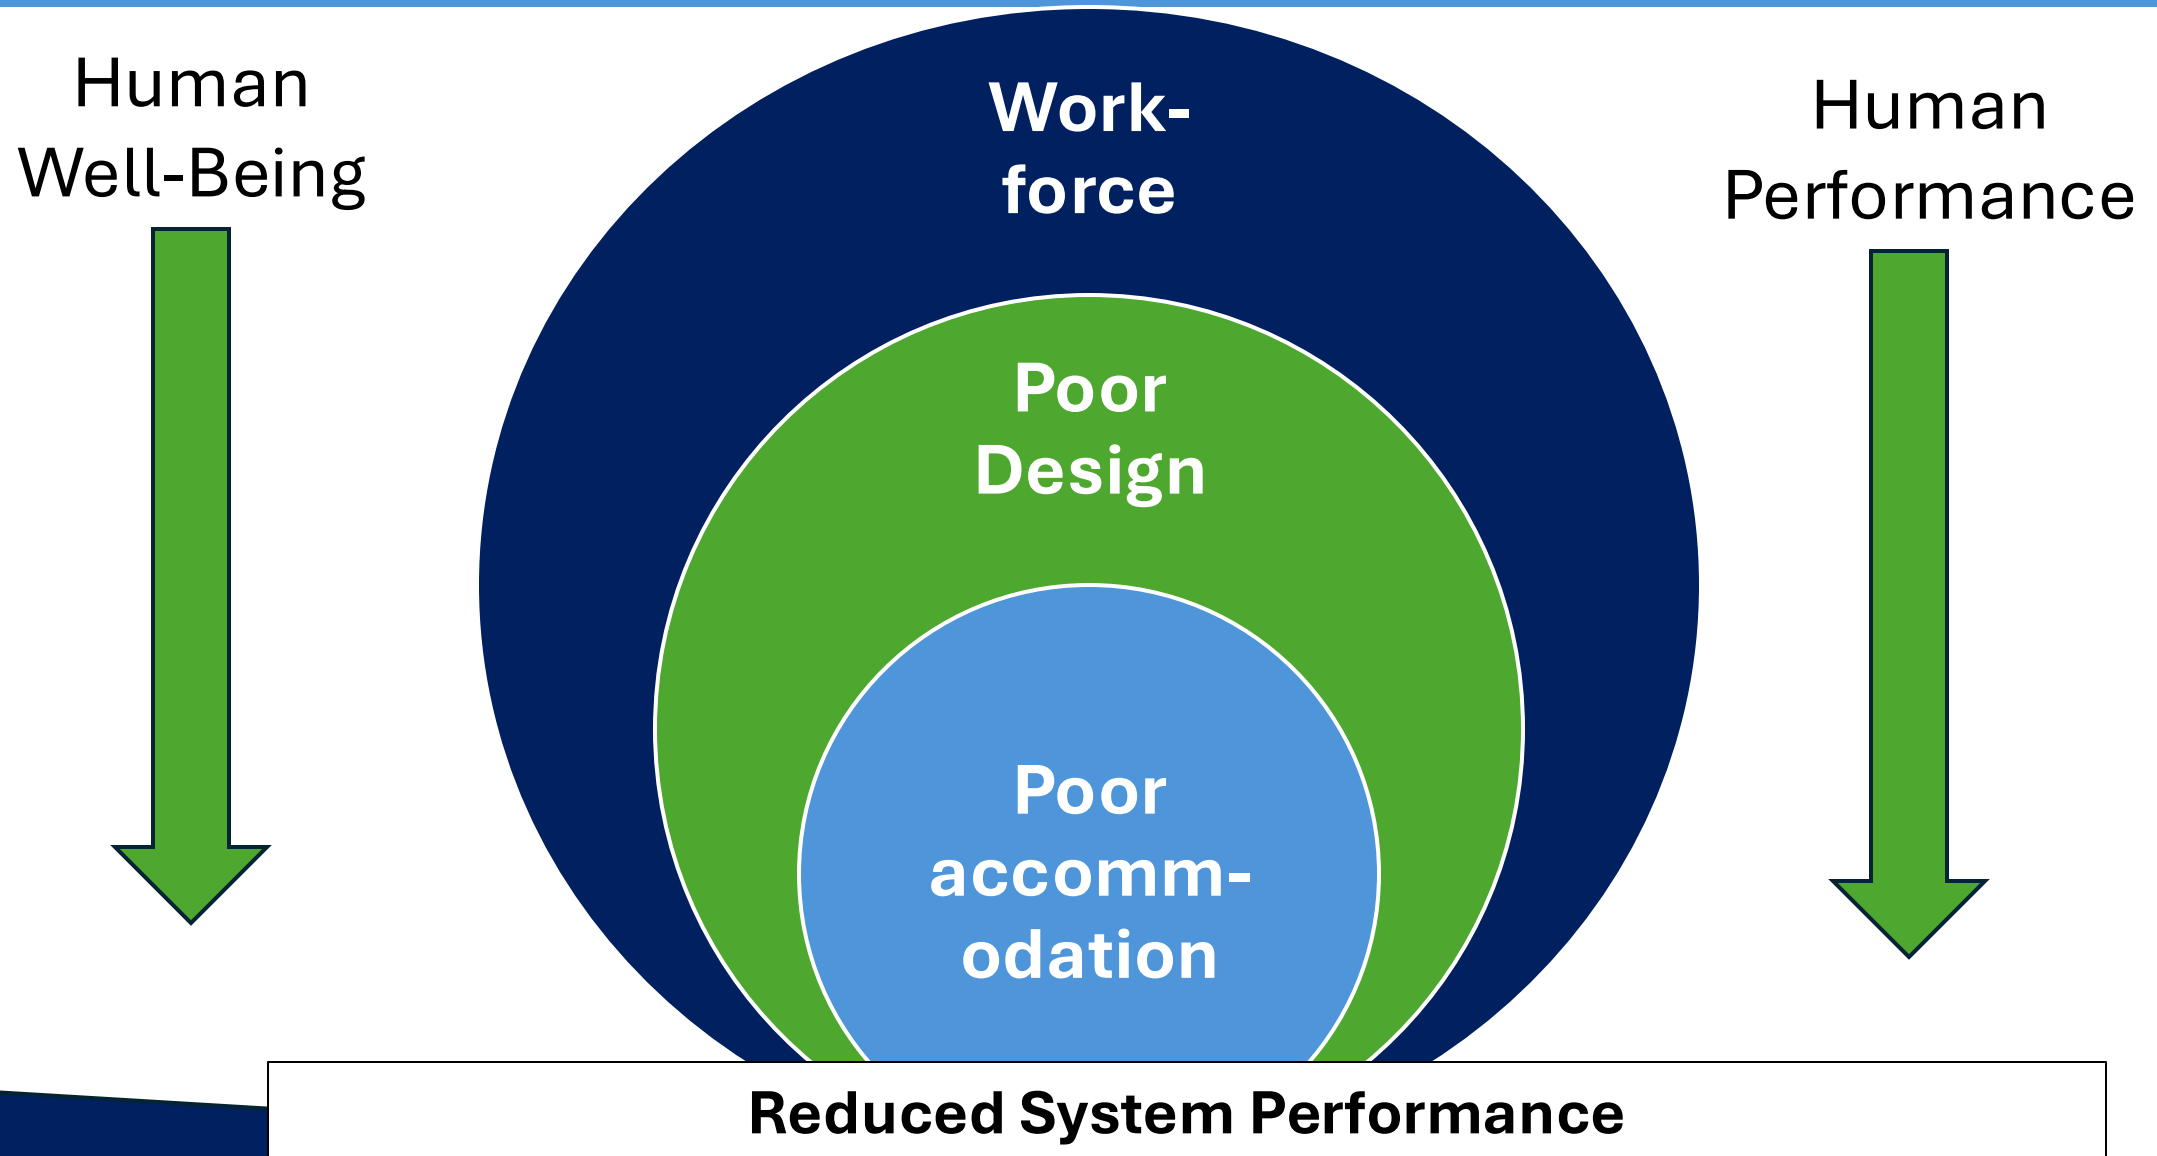 Human
Well-Being
Work-
force
Human
Performance
Poor
Design
Poor
accomm-
odation
Reduced System Performance